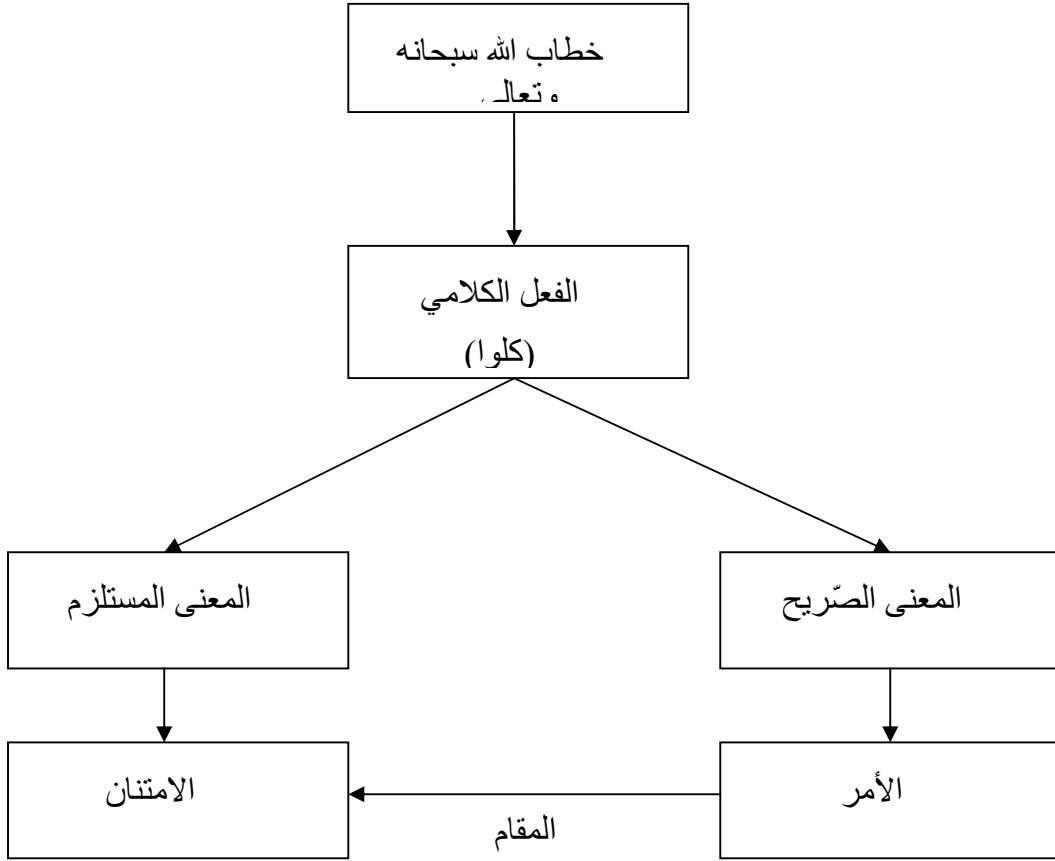 خطاب الله سبحانه
وتعالى
الفعل الكلامي
(كلوا)
المعنى الصّريح
المعنى المستلزم
الأمر
الامتنان
المقام